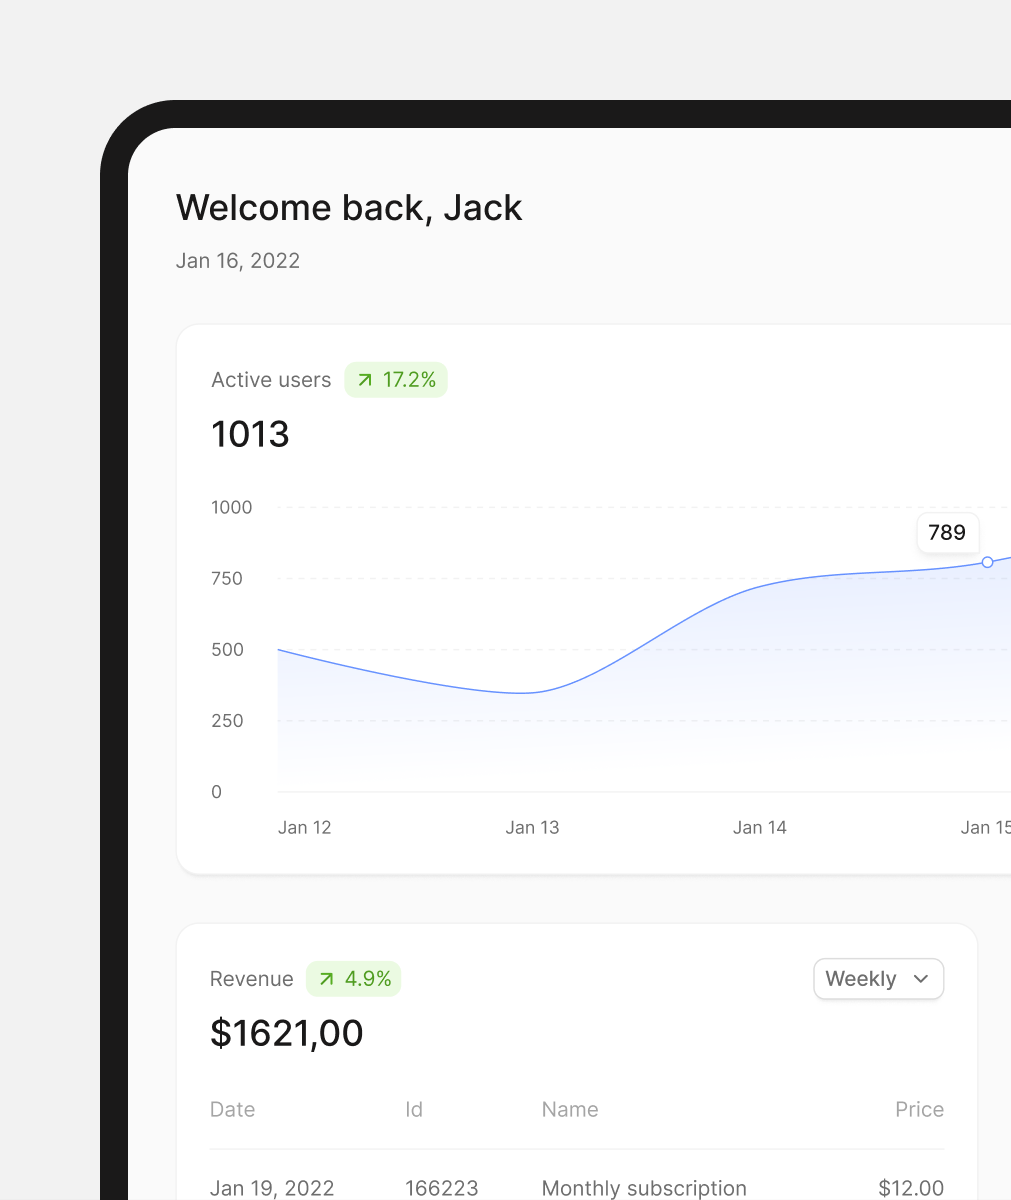 Welcome back, Jack
Jan 16, 2022
Active users 17.2%
1013
1000
789
750
500
250
0
Jan 12 Jan 13 Jan 14 Jan 15
Revenue 4.9% Weekly
$1621,00
Date Id Name Price
Jan 19, 2022 166223 Monthly subscription $12.00